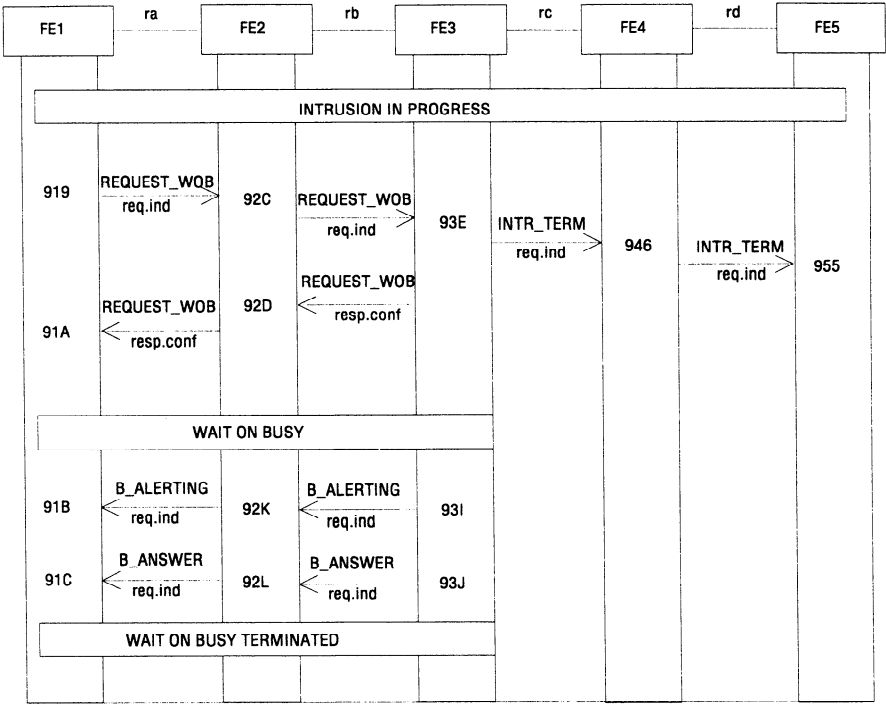 FE1 ra FE2 rb FE3 rc FE4 rd FE5
INTRUSION IN PROGRESS
919 REQUEST_WOB req.ind 92C REQUEST_WOB req.ind 93E INTR_TERM req.ind 946 INTR_TERM req.ind 955
91A REQUEST_WOB resp.conf 92D REQUEST_WOB resp.conf
WAIT ON BUSY
91B B_ALERTING req.ind 92K B_ALERTING req.ind 93I
91C B_ANSWER req.ind 92L B_ANSWER req.ind 93J
WAIT ON BUSY TERMINATED